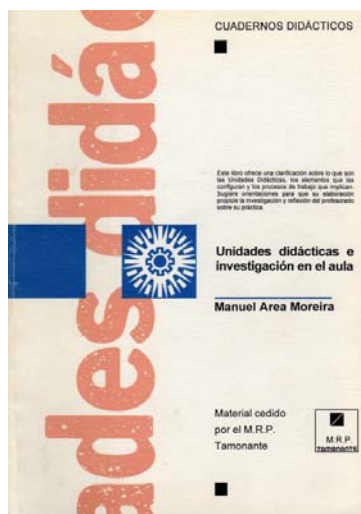 CUADERNOS DIDÁCTICOS
ades didác
Este libro ofrece una clarificación sobre lo que son
las Unidades Didácticas, los elementos que las
configuran y los procesos de trabajo que implican.
Sugiere orientaciones para que su elaboración
propicie la investigación y reflexión del profesorado
sobre su práctica.
Unidades didácticas e
investigación en el aula
Manuel Area Moreira
Material cedido
por el M.R.P.
Tamonante
M.R.P.
TAMONANTE